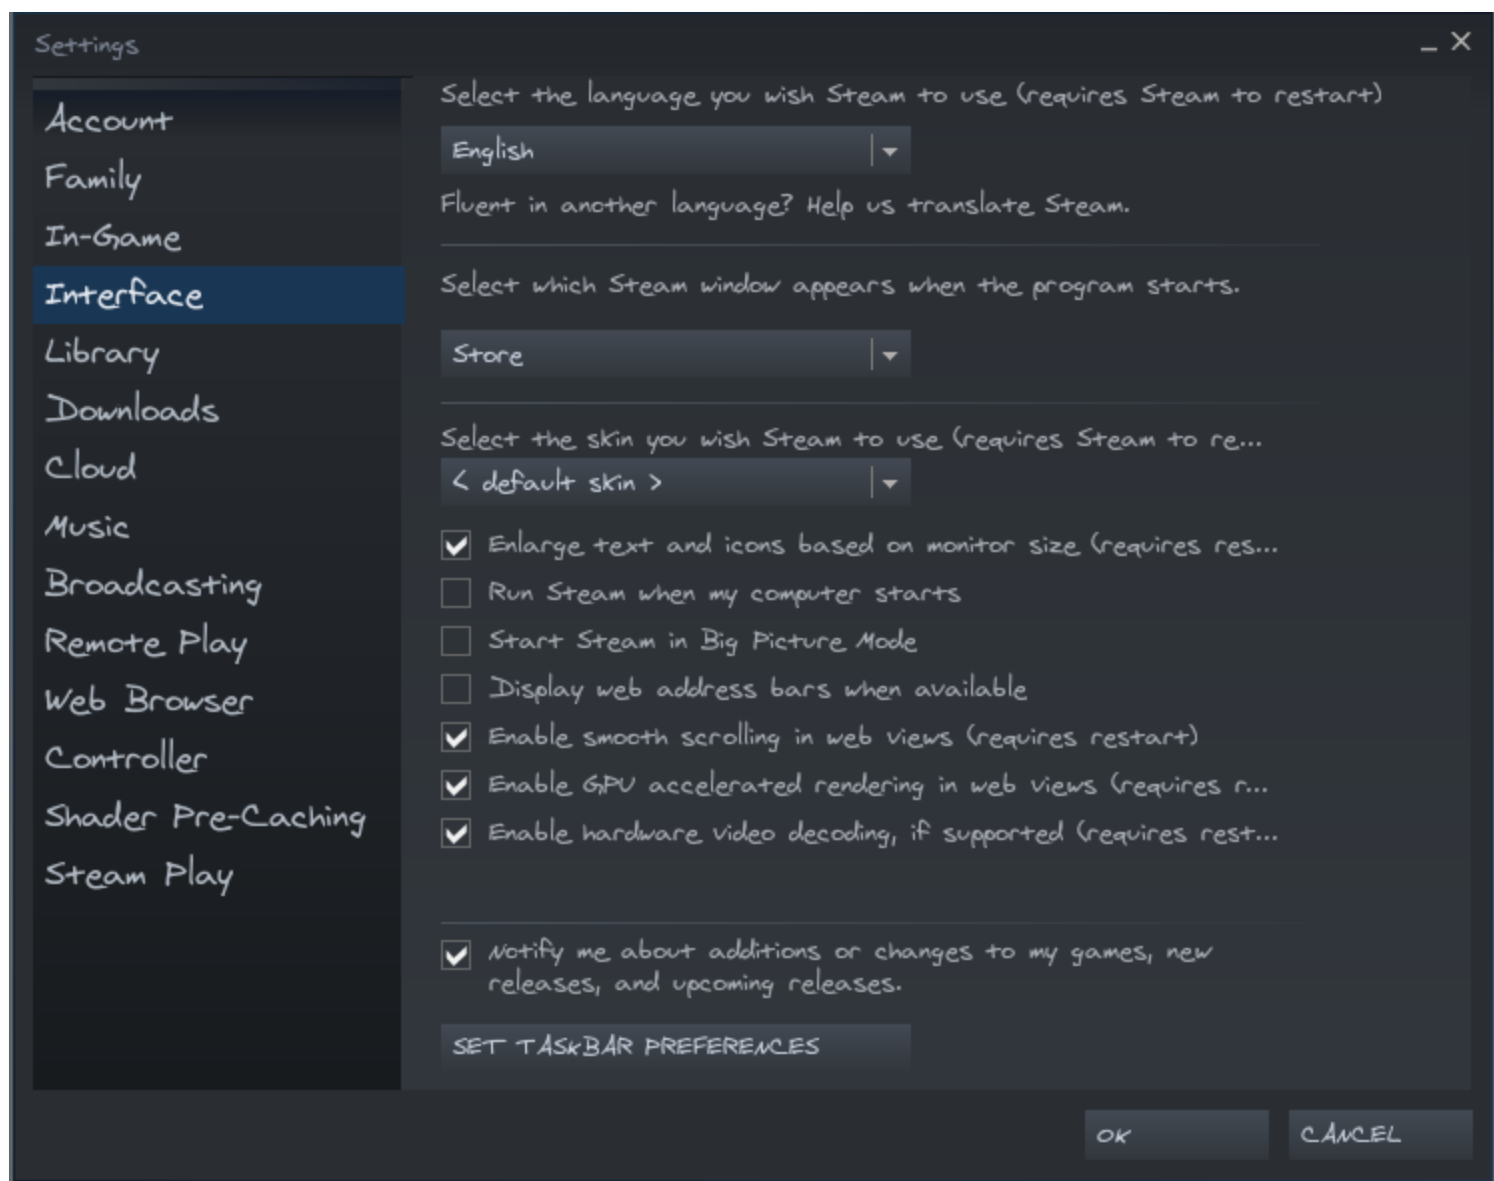 Settings
Account
Family
In-Game
Interface
Library
Downloads
Cloud
Music
Broadcasting
Remote Play
Web Browser
Controller
Shader Pre-Caching
Steam Play
Select the language you wish Steam to use (requires Steam to restart)
English
Fluent in another language? Help us translate Steam.
Select which Steam window appears when the program starts.
Store
Select the skin you wish Steam to use (requires Steam to re...
< default skin >
Enlarge text and icons based on monitor size (requires res...
Run Steam when my computer starts
Start Steam in Big Picture Mode
Display web address bars when available
Enable smooth scrolling in web views (requires restart)
Enable GPU accelerated rendering in web views (requires r...
Enable hardware video decoding, if supported (requires rest...
Notify me about additions or changes to my games, new
releases, and upcoming releases.
SET TASKBAR PREFERENCES
OK
CANCEL